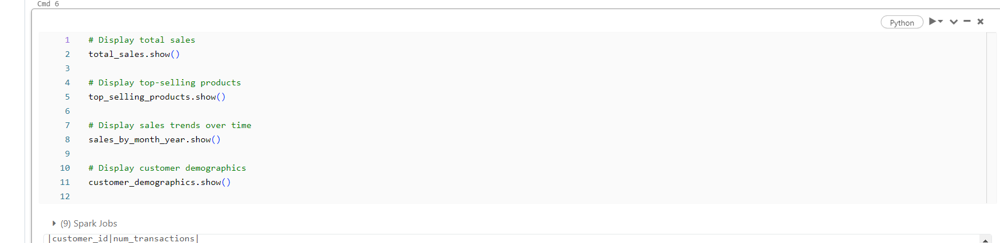 Cmd 6
Python
1 # Display total sales
2 total_sales.show()
3
4 # Display top-selling products
5 top_selling_products.show()
6
7 # Display sales trends over time
8 sales_by_month_year.show()
9
10 # Display customer demographics
11 customer_demographics.show()
12
(9) Spark Jobs
|customer_id|num_transactions|